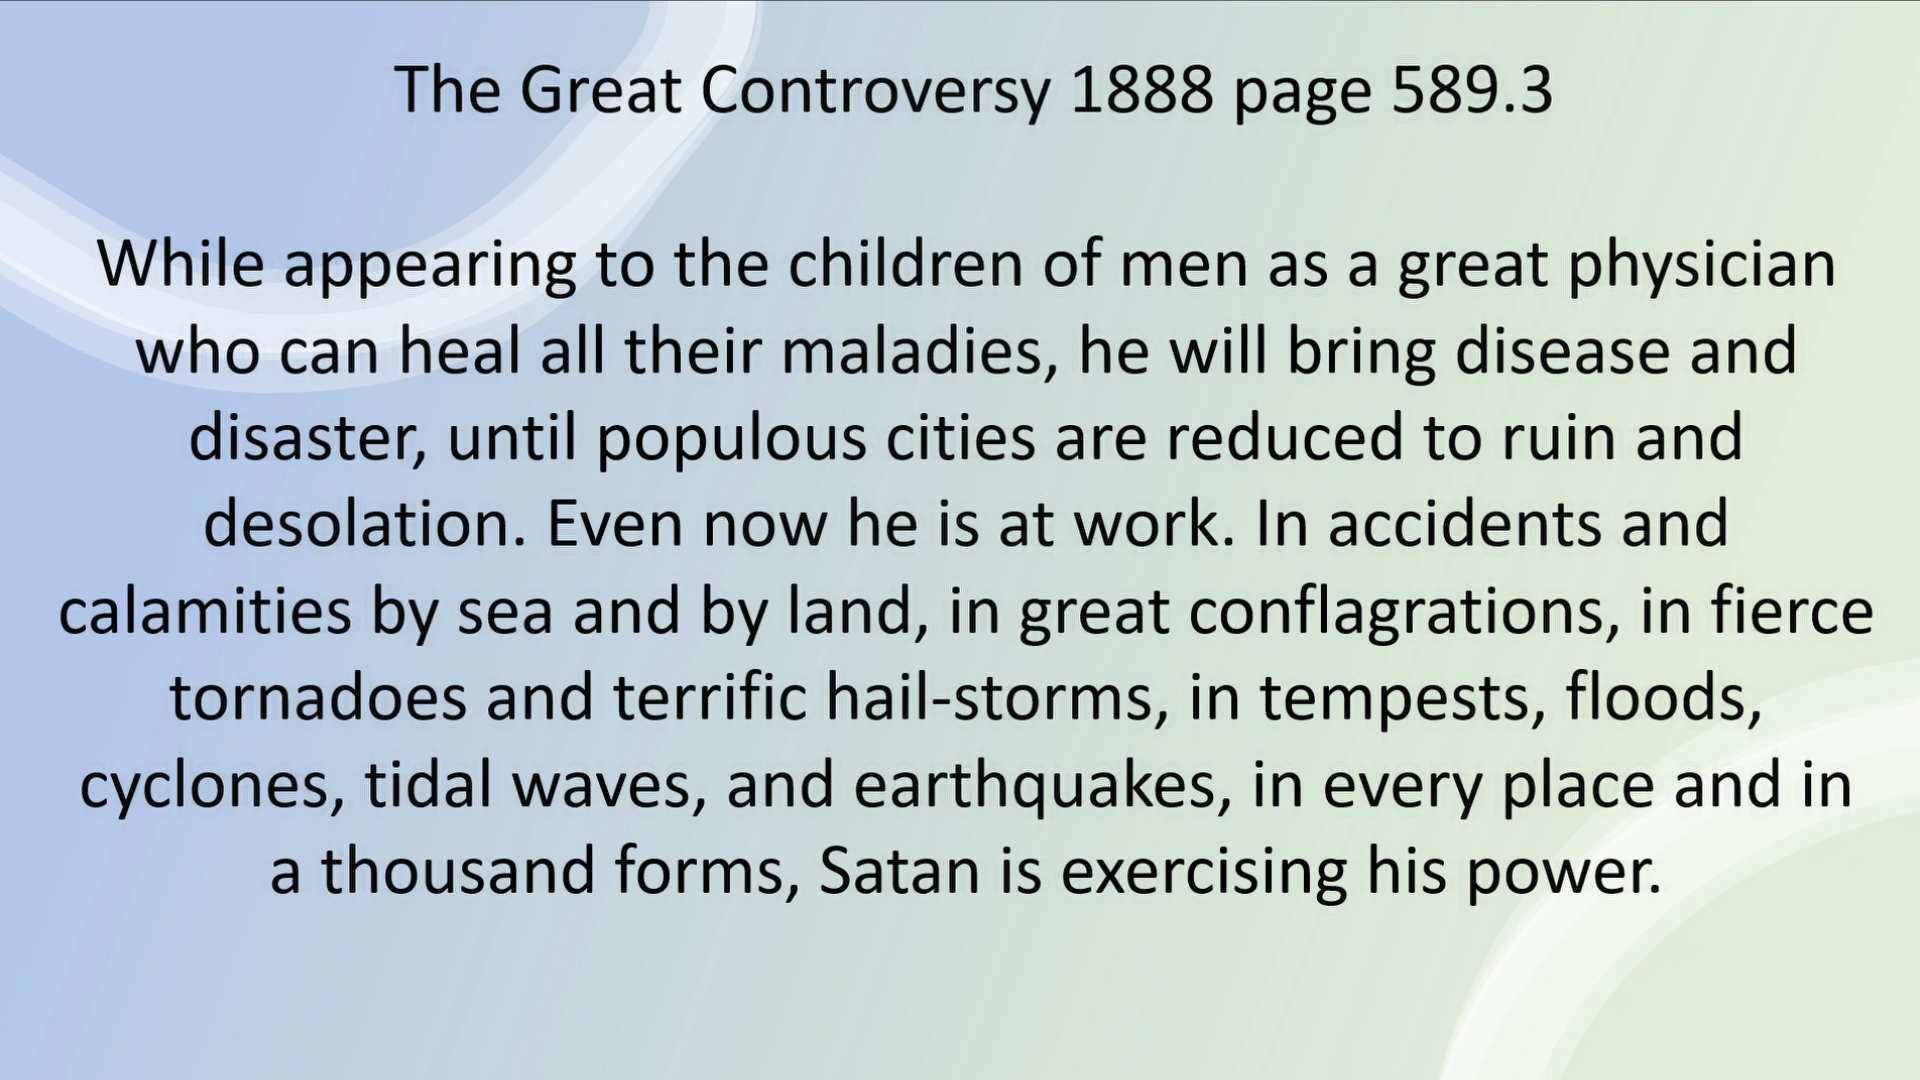 The Great Controversy 1888 page 589.3
While appearing to the children of men as a great physician
who can heal all their maladies, he will bring disease and
disaster, until populous cities are reduced to ruin and
desolation. Even now he is at work. In accidents and
calamities by sea and by land, in great conflagrations, in fierce
tornadoes and terrific hail-storms, in tempests, floods,
cyclones, tidal waves, and earthquakes, in every place and in
a thousand forms, Satan is exercising his power.